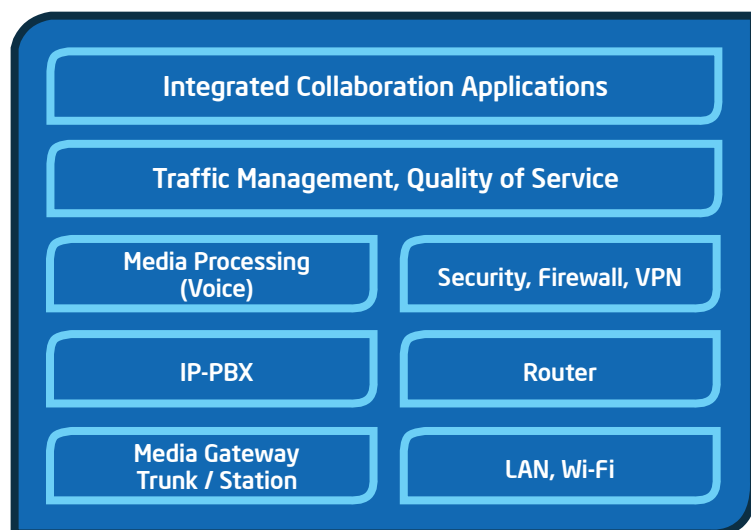 Integrated Collaboration Applications
Traffic Management, Quality of Service
Media Processing
(Voice)
Security, Firewall, VPN
IP-PBX
Router
Media Gateway
Trunk / Station
LAN, Wi-Fi